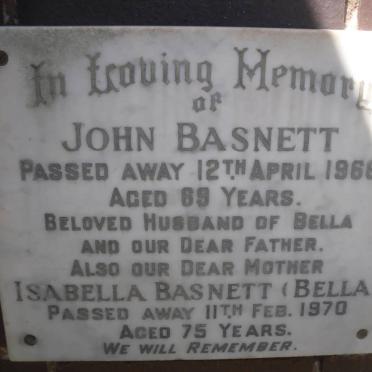 In Loving Memory
OF
JOHN BASNETT
PASSED AWAY 12TH APRIL 1966
AGED 69 YEARS.
BELOVED HUSBAND OF BELLA
AND OUR DEAR FATHER.
ALSO OUR DEAR MOTHER
ISABELLA BASNETT (BELLA
PASSED AWAY 11TH FEB. 1970
AGED 75 YEARS.
WE WILL REMEMBER.